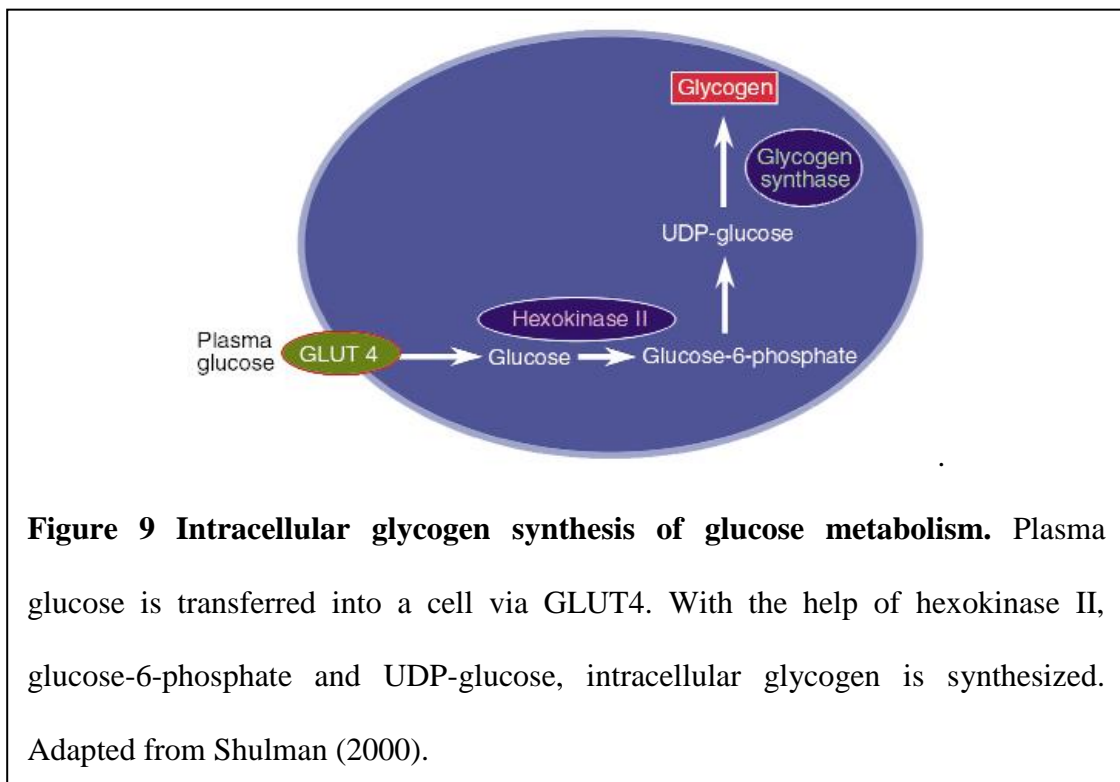 Glycogen
Glycogen
synthase
UDP-glucose
Hexokinase II
Plasma
glucose
GLUT 4
Glucose
Glucose-6-phosphate
.
Figure 9 Intracellular glycogen synthesis of glucose metabolism. Plasma
glucose is transferred into a cell via GLUT4. With the help of hexokinase II,
glucose-6-phosphate and UDP-glucose, intracellular glycogen is synthesized.
Adapted from Shulman (2000).